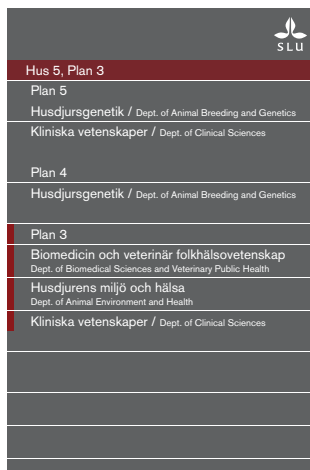 SLU
Hus 5, Plan 3
Plan 5
Husdjursgenetik / Dept. of Animal Breeding and Genetics
Kliniska vetenskaper / Dept. of Clinical Sciences
Plan 4
Husdjursgenetik / Dept. of Animal Breeding and Genetics
Plan 3
Biomedicin och veterinär folkhälsovetenskap
Dept. of Biomedical Sciences and Veterinary Public Health
Husdjurens miljö och hälsa
Dept. of Animal Environment and Health
Kliniska vetenskaper / Dept. of Clinical Sciences